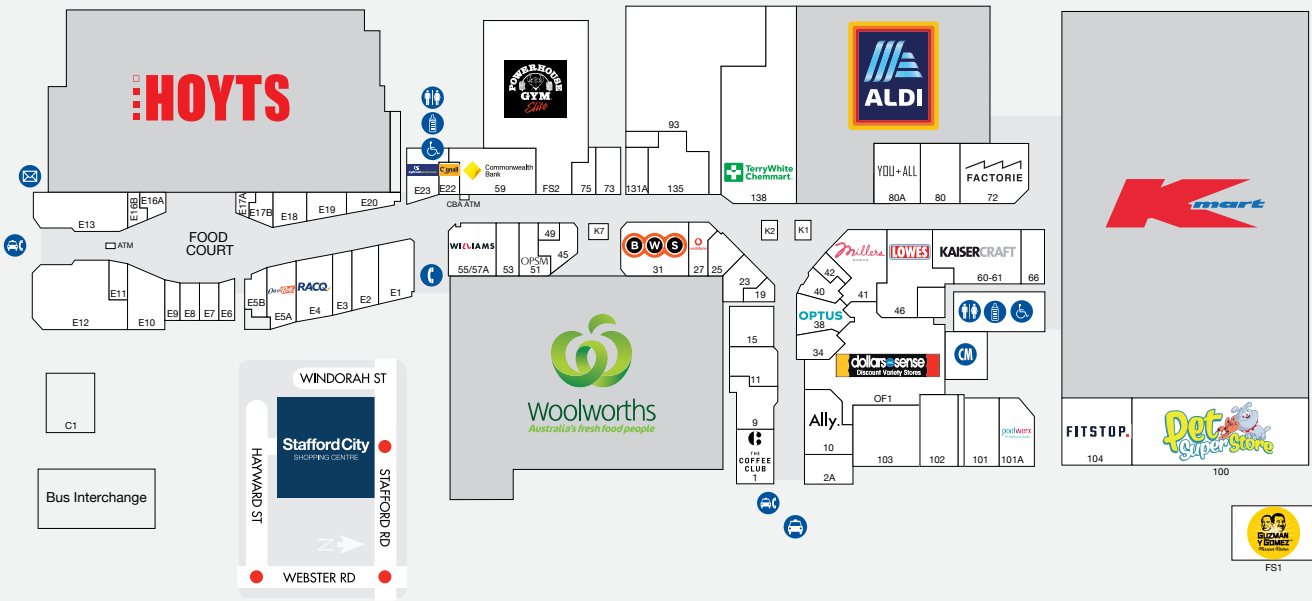 HOYTS
POWERHOUSE
GYM
Elite
ALDI
Kmart
93
TerryWhite
Chemmart.
138
YOU+ALL
80A
80
FACTORIE
72
E23
E22
Commonwealth
Bank
59
CBA ATM
FS2
75
73
131A
135
E13
E16B
E16A
E17A
E17B
E18
E19
E20
FOOD
COURT
ATM
E12
E11
E10
E9
E8
E7
E6
E5B
E5A
RACQ
E4
E3
E2
E1
WILLIAMS
55/57A
53
OPSM
51
49
45
K7
BWS
31
vodafone
27
25
23
19
K2
K1
Millers
LOWES
KAISERCRAFT
60-61
66
42
40
41
46
OPTUS
38
34
CM
dollars and sense
Discount Variety Stores
OF1
15
11
9
THE
COFFEE
CLUB
1
Ally.
10
2A
103
102
101
poolwerx
101A
Woolworths
Australia's fresh food people
FITSTOP.
104
Pet
Super Store
100
GUZMAN
Y GOMEZ
Mexican Kitchen
FS1
C1
Bus Interchange
WINDORAH ST
HAYWARD ST
Stafford City
SHOPPING CENTRE
STAFFORD RD
N
WEBSTER RD